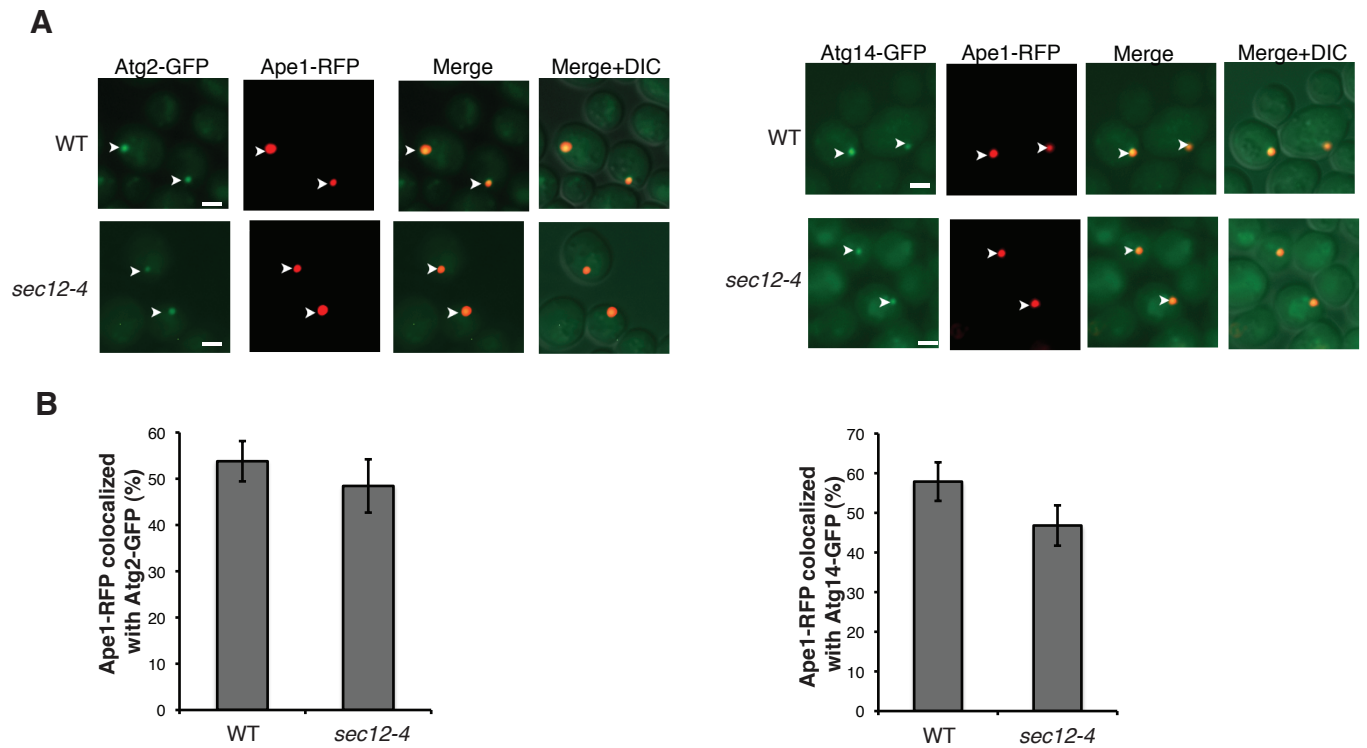 A
Atg2-GFP Ape1-RFP Merge Merge+DIC
WT
sec12-4
Atg14-GFP Ape1-RFP Merge Merge+DIC
WT
sec12-4
B
Ape1-RFP colocalized
with Atg2-GFP (%)
60
50
40
30
20
10
0
WT sec12-4
Ape1-RFP colocalized
with Atg14-GFP (%)
70
60
50
40
30
20
10
0
WT sec12-4